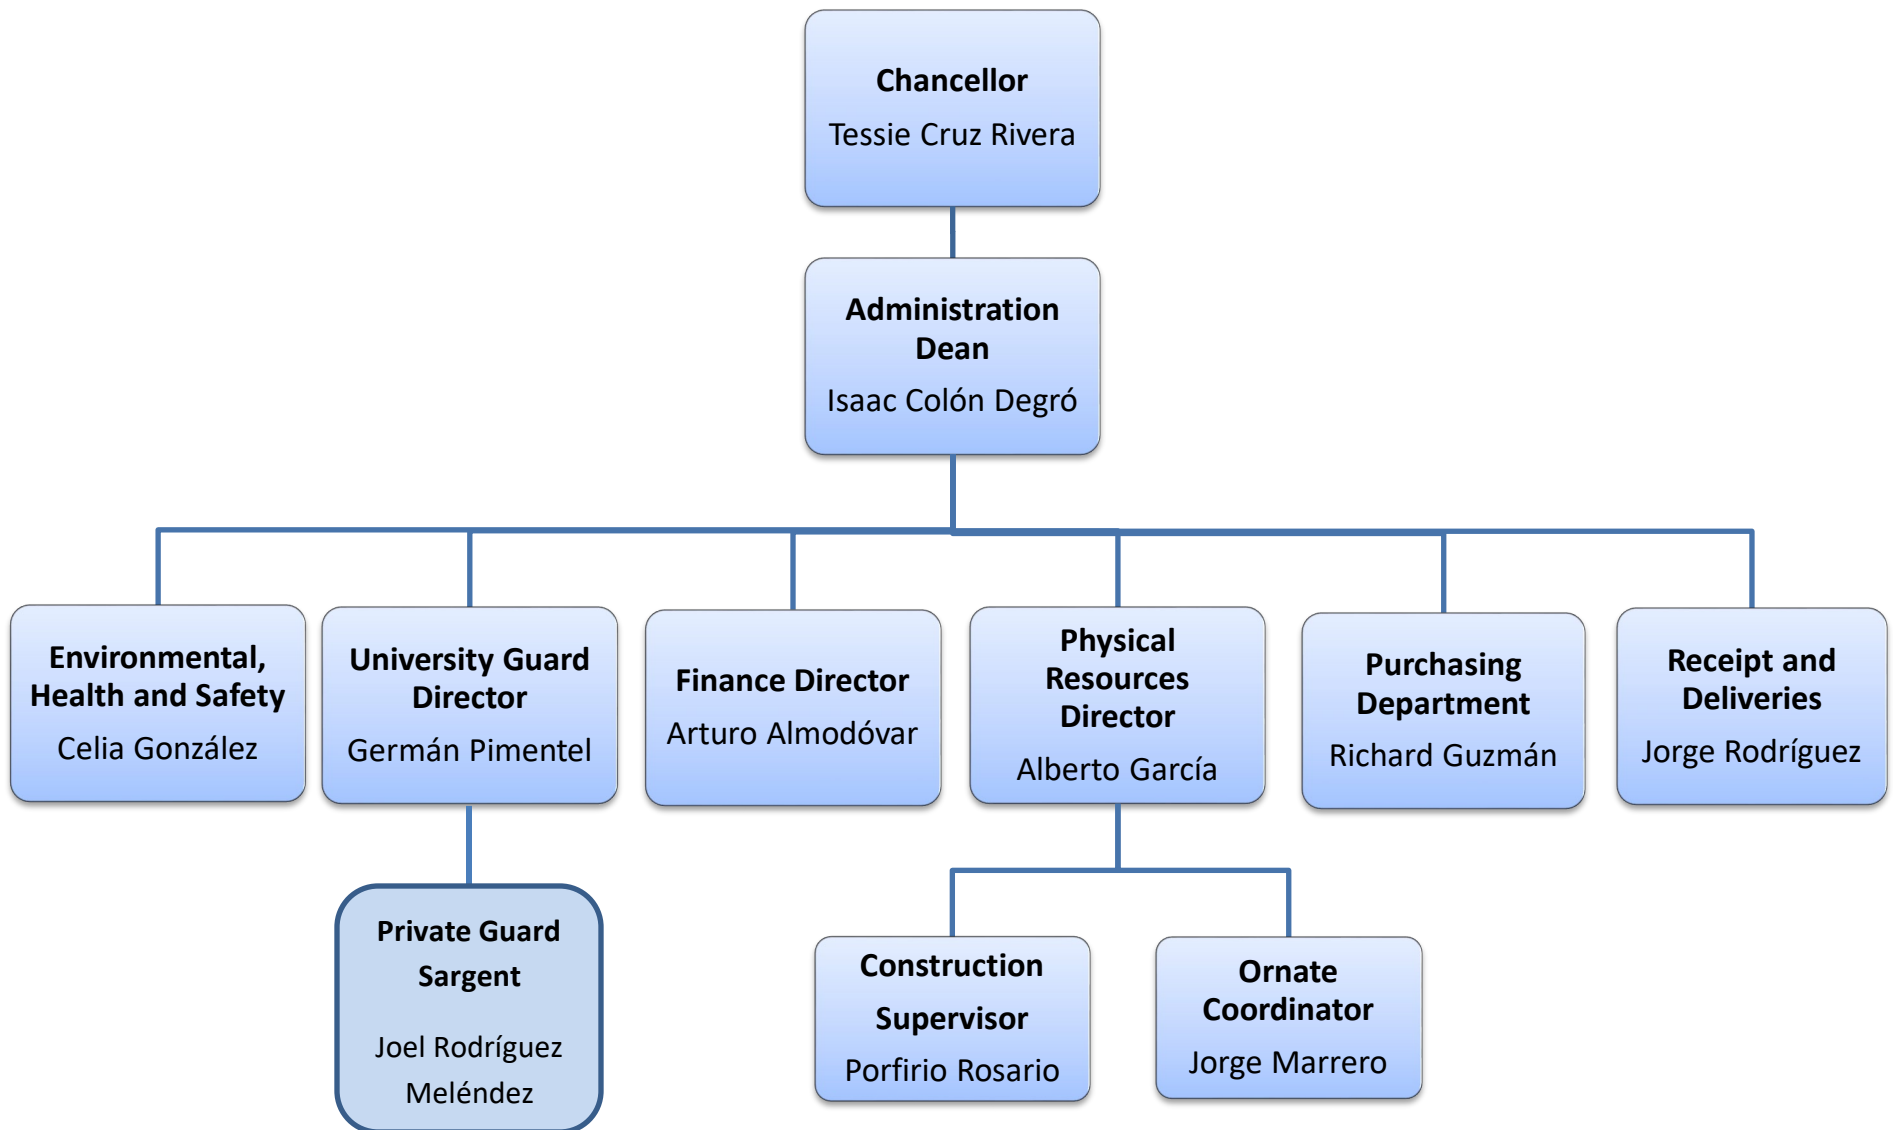 Chancellor
Tessie Cruz Rivera
Administration
Dean
Isaac Colón Degró
Environmental,
Health and Safety
Celia González
University Guard
Director
Germán Pimentel
Finance Director
Arturo Almodóvar
Physical
Resources
Director
Alberto García
Purchasing
Department
Richard Guzmán
Receipt and
Deliveries
Jorge Rodríguez
Private Guard
Sargent
Joel Rodríguez
Meléndez
Construction
Supervisor
Porfirio Rosario
Ornate
Coordinator
Jorge Marrero